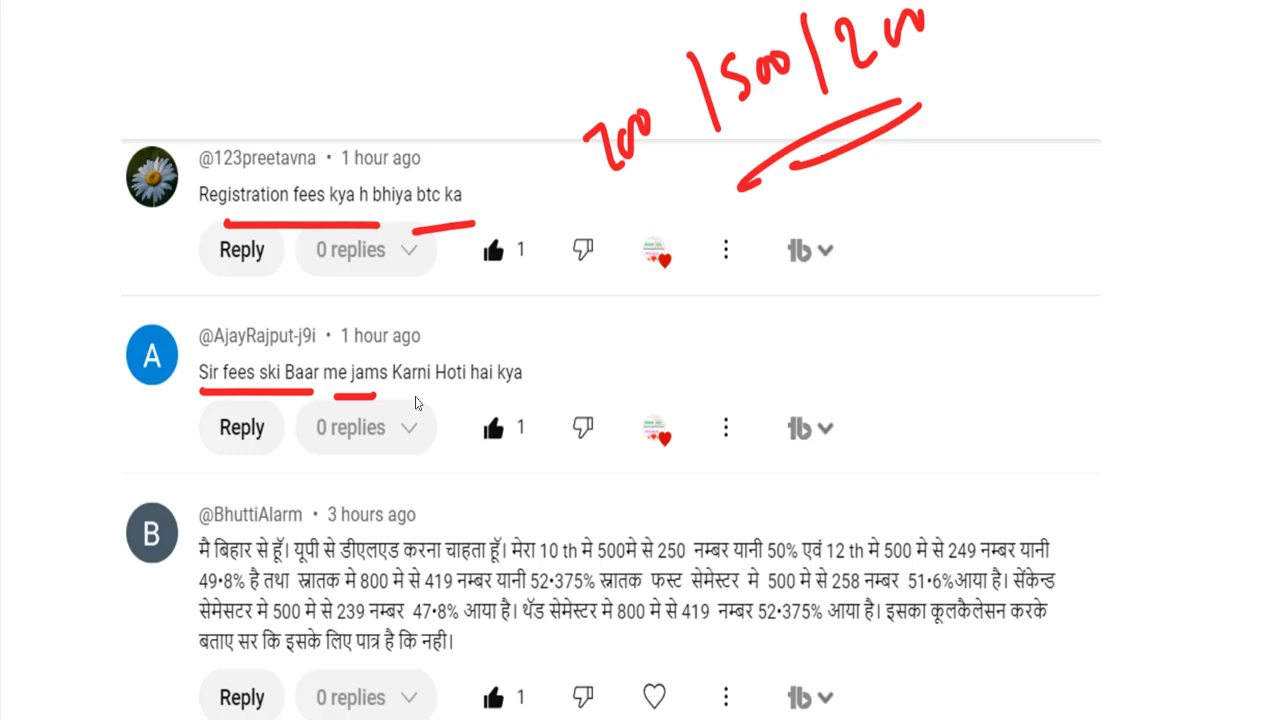 700 / 500 / 200
@123preetavna • 1 hour ago
Registration fees kya h bhiya btc ka
Reply 0 replies 1
@AjayRajput-j9i • 1 hour ago
A
Sir fees ski Baar me jams Karni Hoti hai kya
Reply 0 replies 1
@BhuttiAlarm • 3 hours ago
B
मै बिहार से हूँ। यूपी से डीएलएड करना चाहता हूँ। मेरा 10 th मे 500मे से 250 नम्बर यानी 50% एवं 12 th मे 500 मे से 249 नम्बर यानी
49•8% है तथा स्नातक मे 800 मे से 419 नम्बर यानी 52•375% स्नातक फस्ट सेमेस्टर मे 500 मे से 258 नम्बर 51•6%आया है। सेंकेन्ड
सेमेसटर मे 500 मे से 239 नम्बर 47•8% आया है। थॅड सेमेस्टर मे 800 मे से 419 नम्बर 52•375% आया है। इसका कूलकैलेसन करके
बताए सर कि इसके लिए पात्र है कि नही।
Reply 0 replies 1